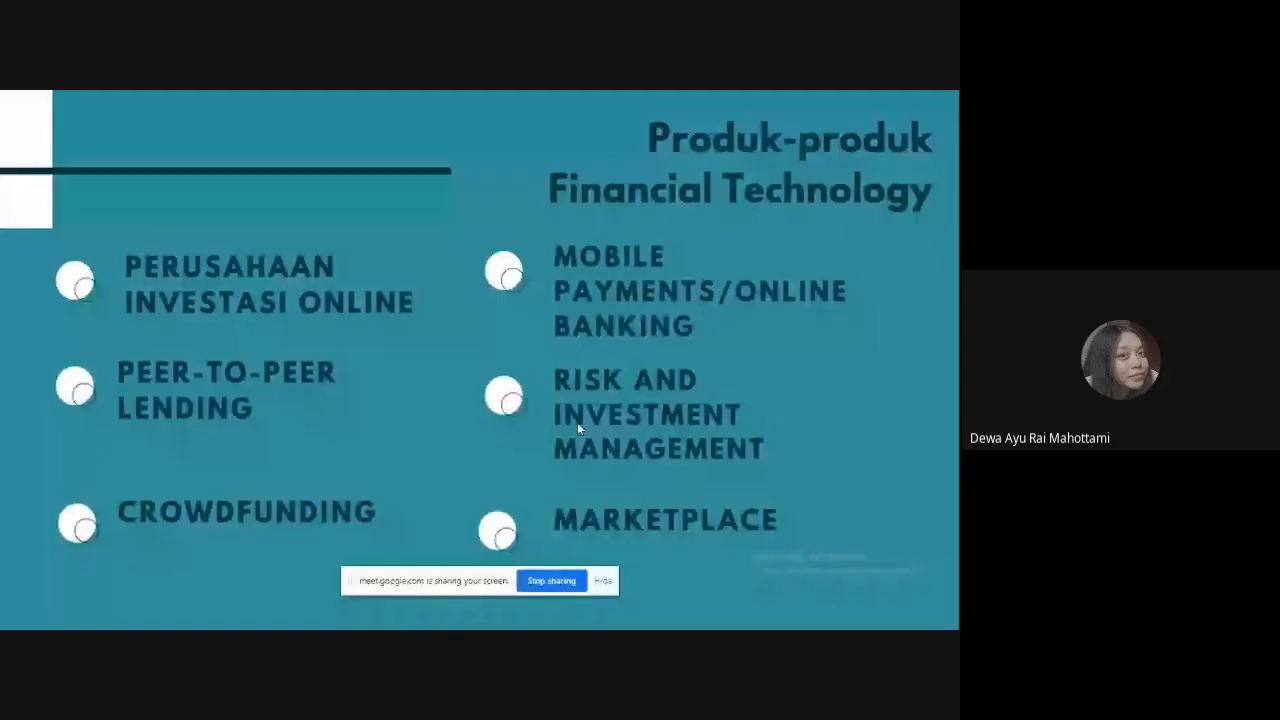 Produk-produk
Financial Technology
PERUSAHAAN
INVESTASI ONLINE
PEER-TO-PEER
LENDING
CROWDFUNDING
MOBILE
PAYMENTS/ONLINE
BANKING
RISK AND
INVESTMENT
MANAGEMENT
MARKETPLACE
meet.google.com is sharing your screen.
Stop sharing
Hide
Dewa Ayu Rai Mahottami